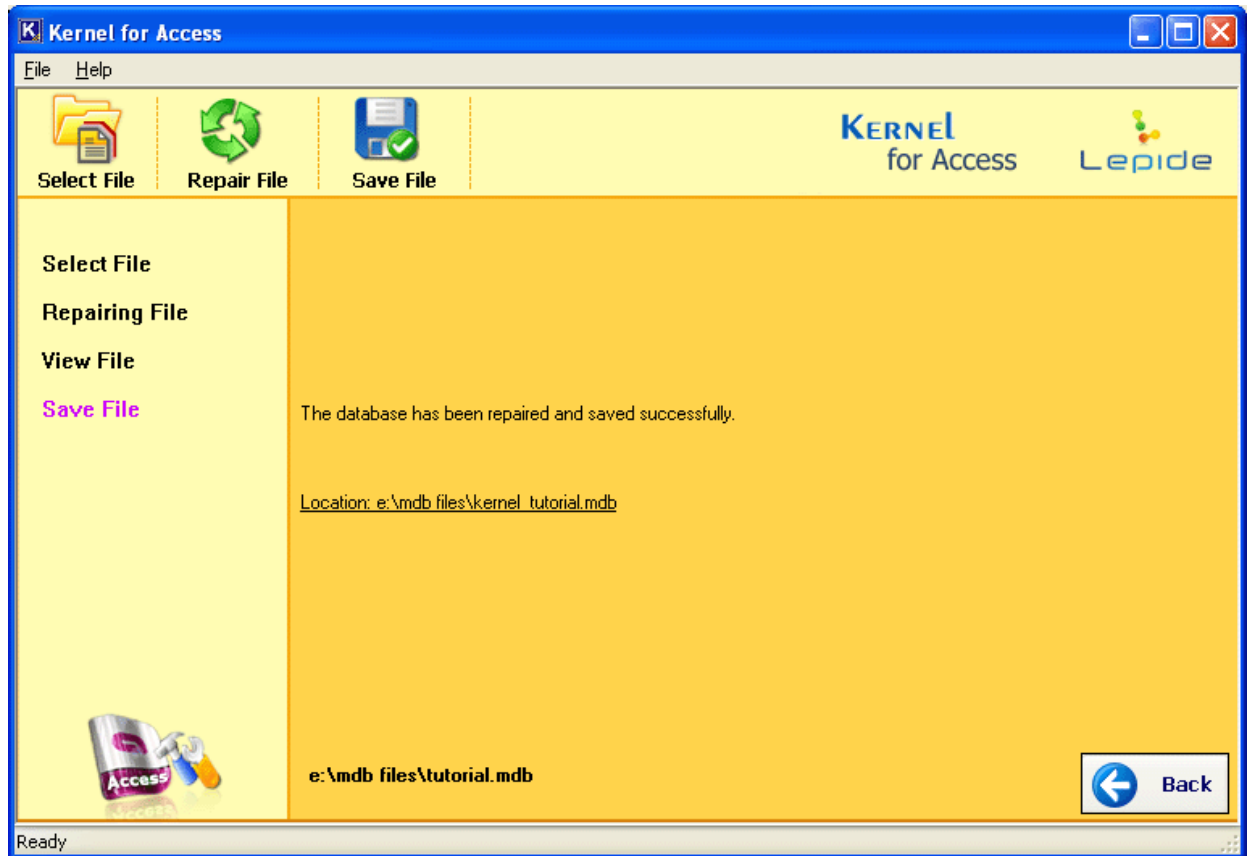 Kernel for Access
File Help
Select File
Repair File
Save File
KERNEl
for Access
Lepide
Select File
Repairing File
View File
Save File
The database has been repaired and saved successfully.
Location: e:\mdb files\kernel_tutorial.mdb
Access
e:\mdb files\tutorial.mdb
Back
Ready